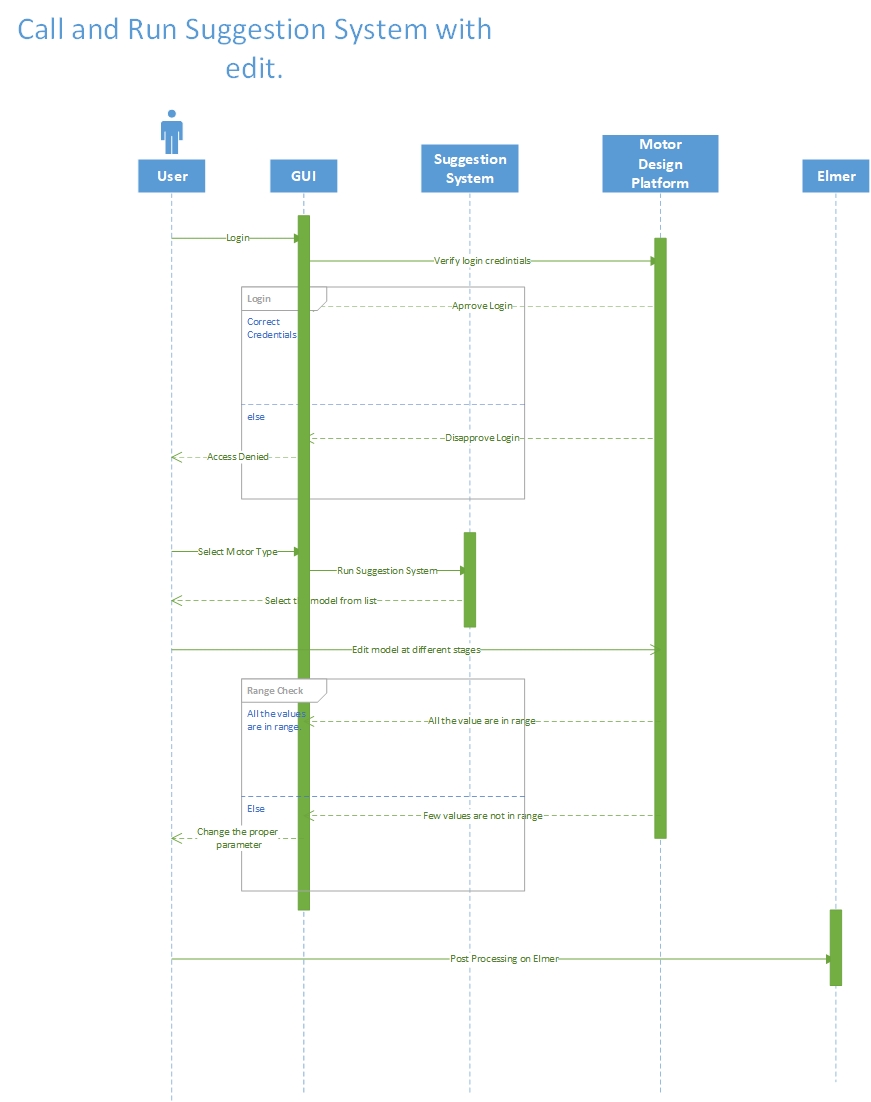 Call and Run Suggestion System with
edit.
User
GUI
Suggestion
System
Motor
Design
Platform
Elmer
Login
Verify login credintials
Login
Aprrove Login
Correct
Credentials
else
Disapprove Login
Access Denied
Select Motor Type
Run Suggestion System
Select t model from list
Edit model at different stages
Range Check
All the values
are in range
All the value are in range
Else
Few values are not in range
Change the proper
parameter
Post Processing on Elmer